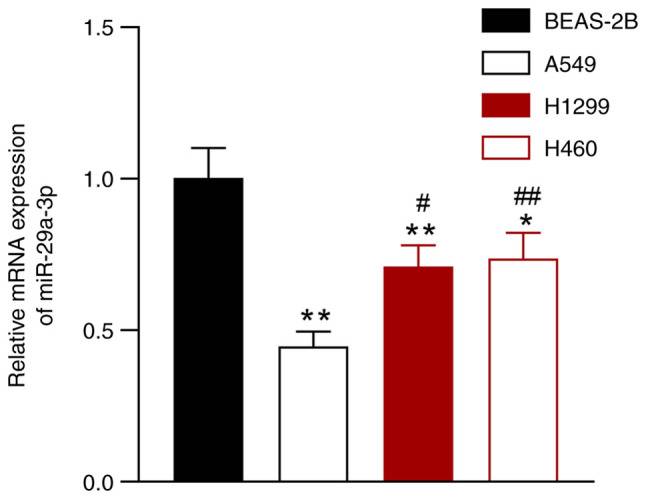 BEAS-2B
A549
H1299
H460
Relative mRNA expression
of miR-29a-3p
1.5
1.0
0.5
0.0
**
#
**
##
*